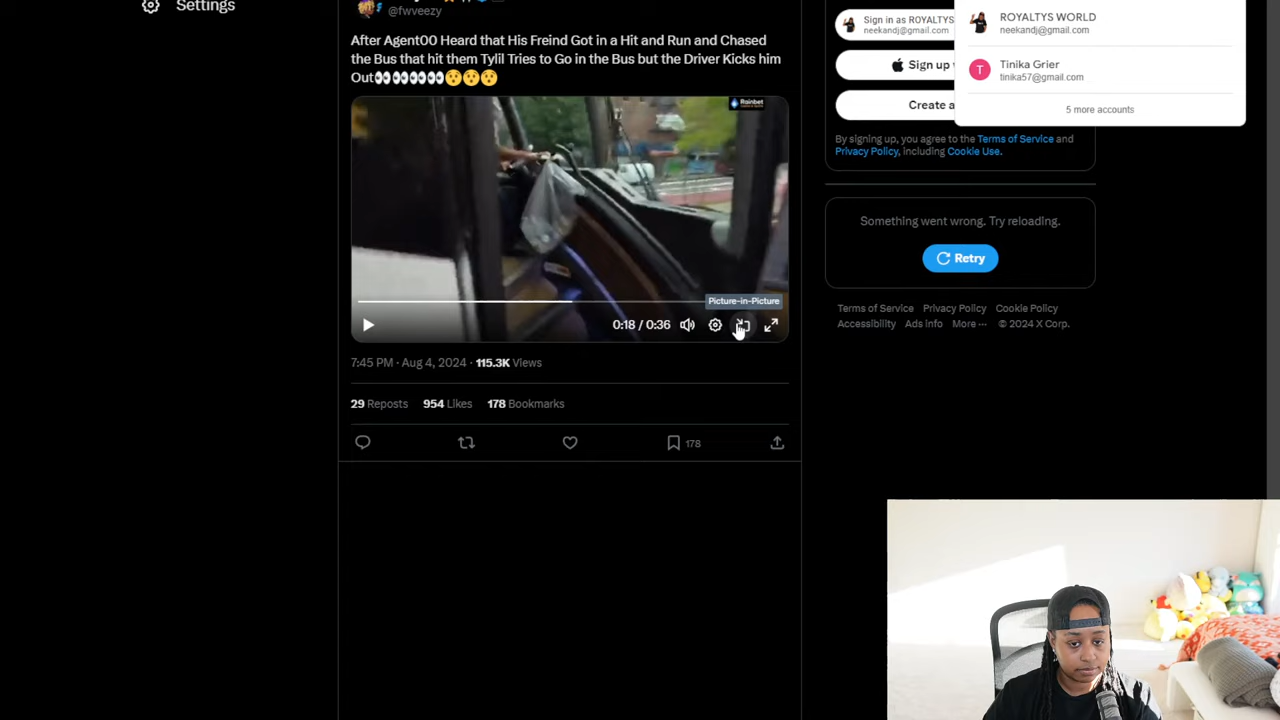 Settings
@fwveezy
After Agent00 Heard that His Freind Got in a Hit and Run and Chased
the Bus that hit them Tylil Tries to Go in the Bus but the Driver Kicks him
Out👀👀👀👀👀👀😯😯😯
Rainbet
Picture-in-Picture
0:18 / 0:36
7:45 PM · Aug 4, 2024 · 115.3K Views
29 Reposts 954 Likes 178 Bookmarks
178
Sign in as ROYALTYS
neekandj@gmail.com
Sign up
Create a
By signing up, you agree to the Terms of Service and
Privacy Policy, including Cookie Use.
ROYALTYS WORLD
neekandj@gmail.com
T
Tinika Grier
tinika57@gmail.com
5 more accounts
Something went wrong. Try reloading.
Retry
Terms of Service Privacy Policy Cookie Policy
Accessibility Ads info More ··· © 2024 X Corp.